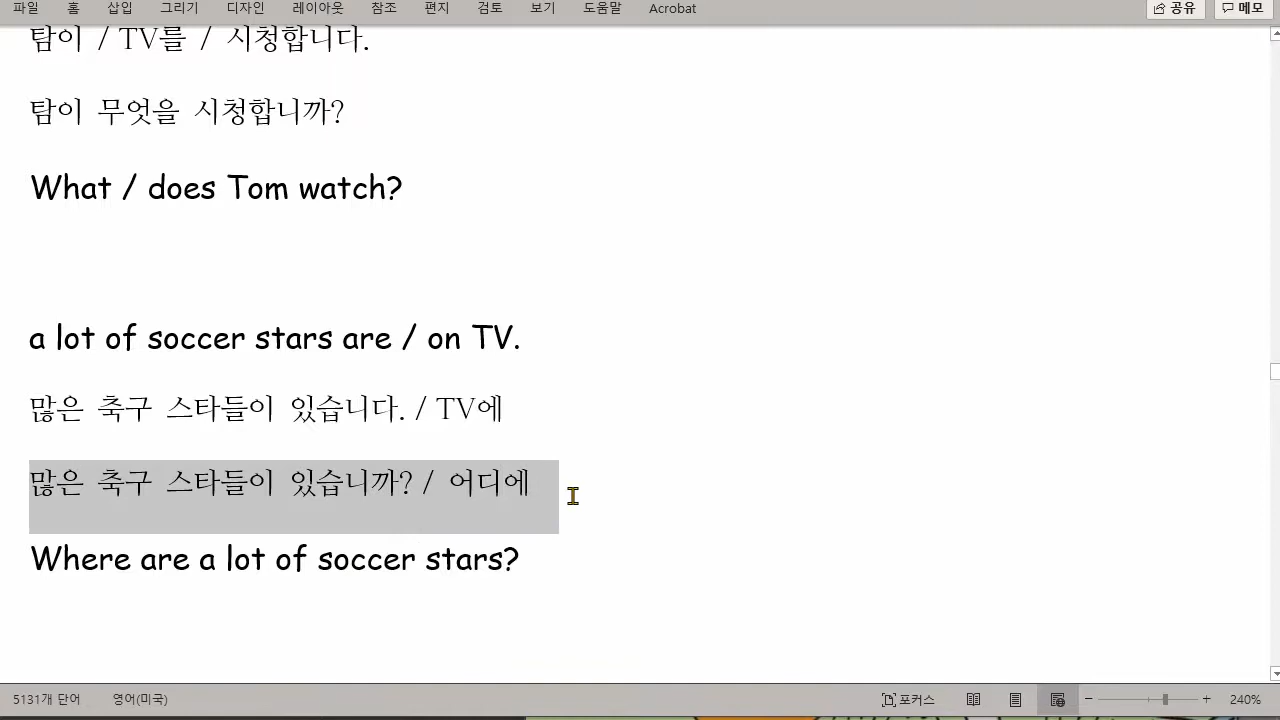 파일 홈 삽입 그리기 디자인 레이아웃 참조 편지 검토 보기 도움말 Acrobat 공유 메모
탐이 / TV를 / 시청합니다.
탐이 무엇을 시청합니까?
What / does Tom watch?
a lot of soccer stars are / on TV.
많은 축구 스타들이 있습니다. / TV에
많은 축구 스타들이 있습니까? / 어디에
Where are a lot of soccer stars?
5131개 단어 영어(미국) 포커스 240%